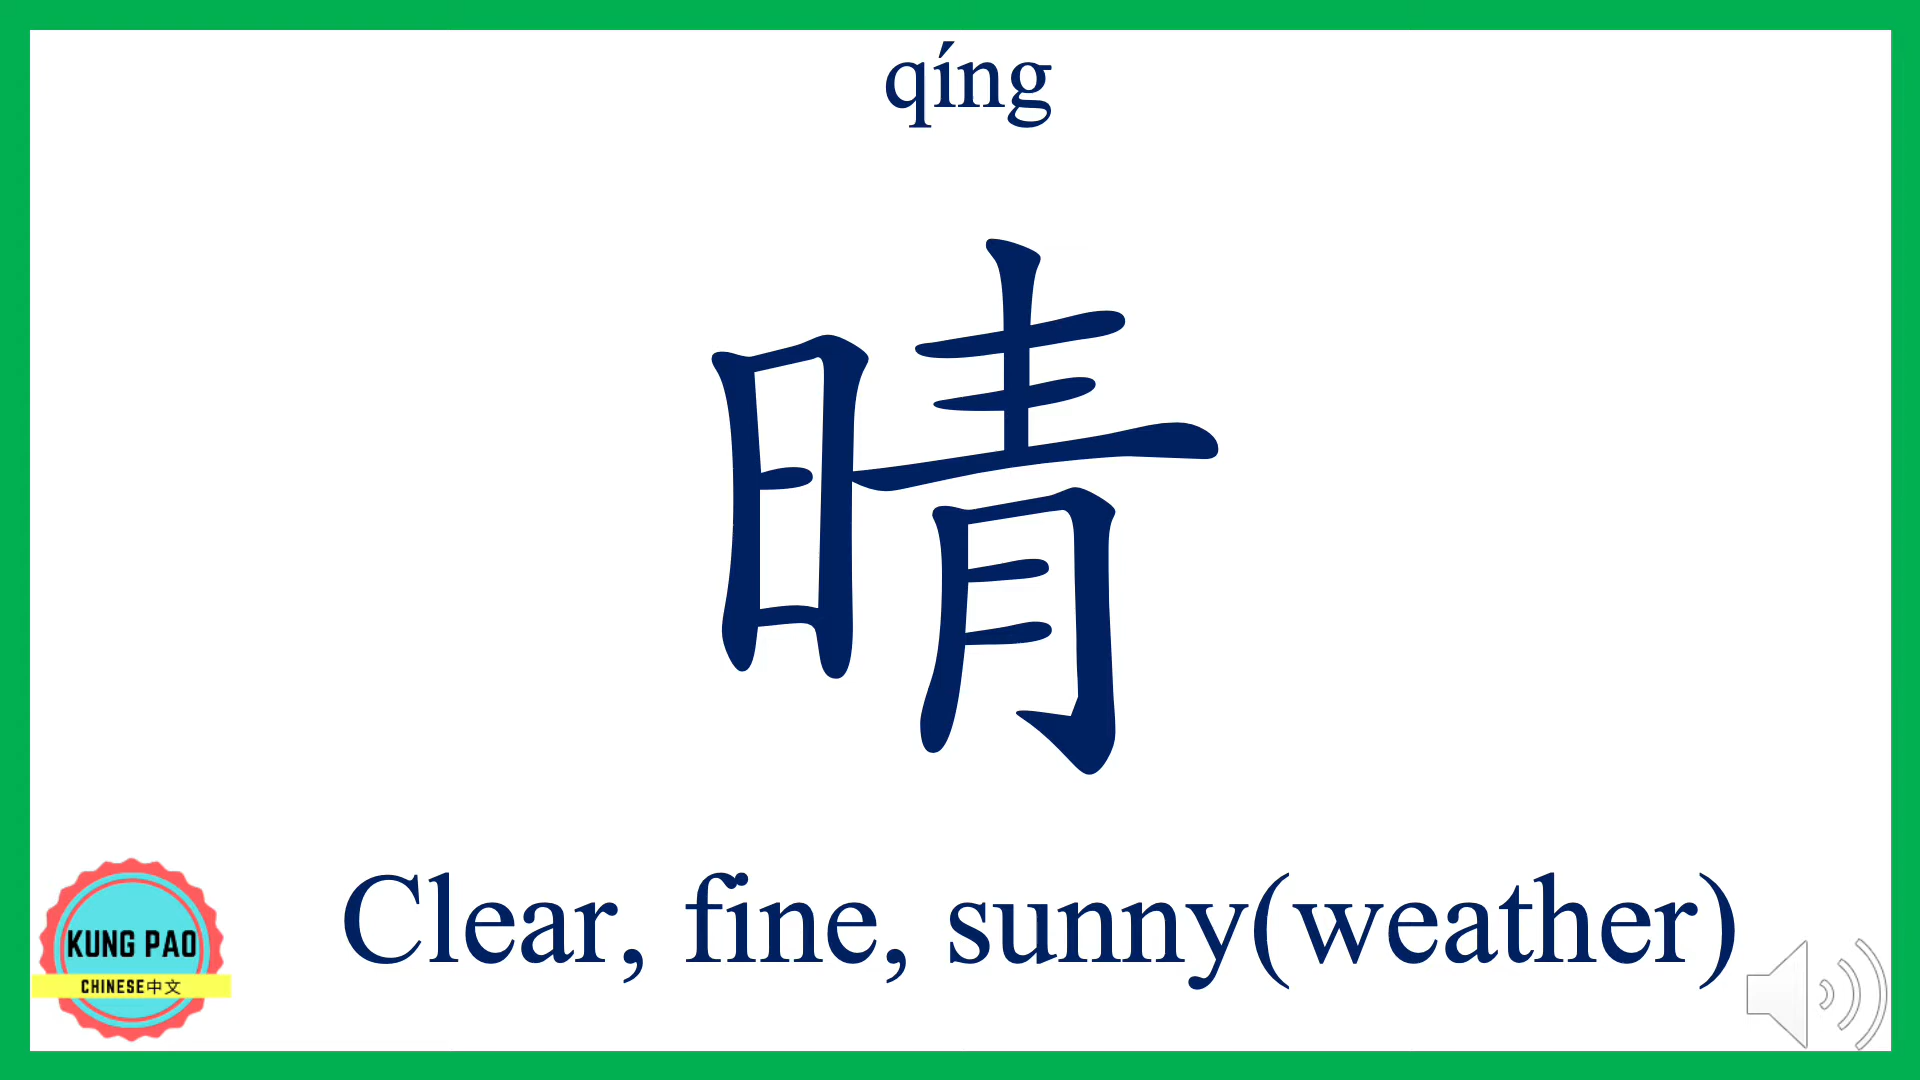 qíng
晴
Clear, fine, sunny(weather)
KUNG PAO
CHINESE中文